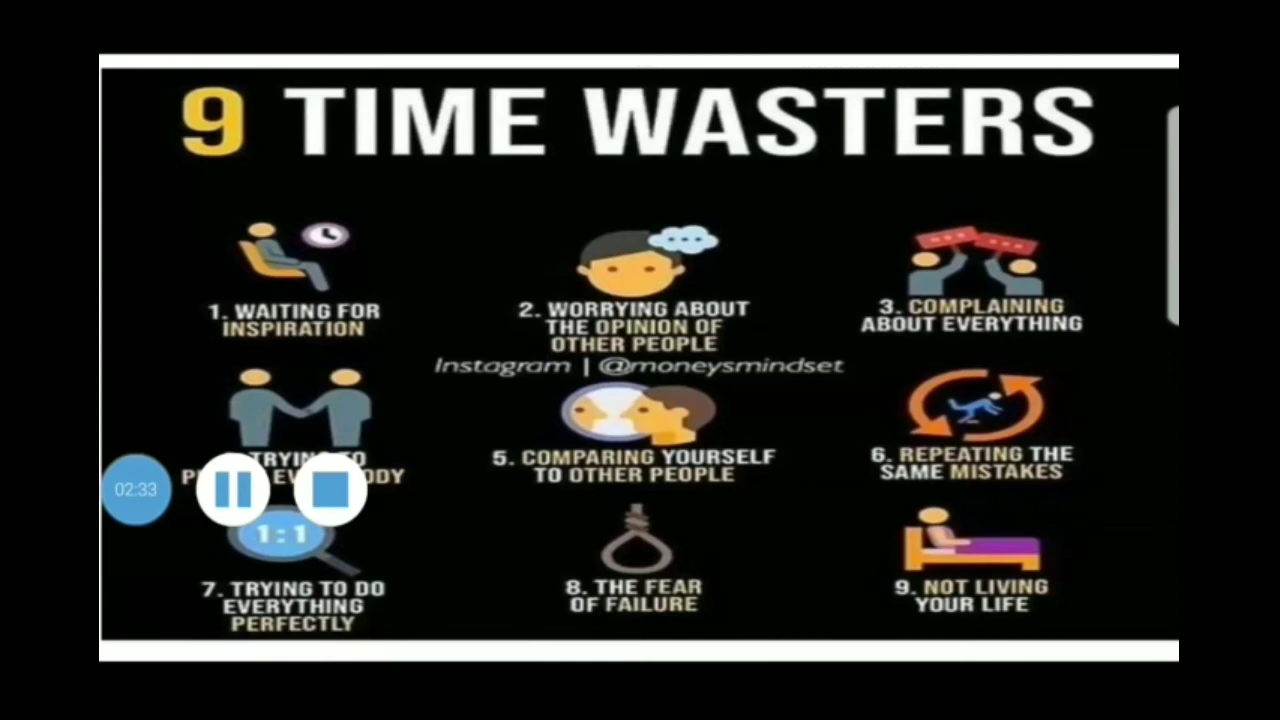 9 TIME WASTERS
1. WAITING FOR
INSPIRATION
2. WORRYING ABOUT
THE OPINION OF
OTHER PEOPLE
3. COMPLAINING
ABOUT EVERYTHING
Instagram | @moneysmindset
TRYING TO
5. COMPARING YOURSELF
TO OTHER PEOPLE
6. REPEATING THE
SAME MISTAKES
02:33
1:1
7. TRYING TO DO
EVERYTHING
PERFECTLY
8. THE FEAR
OF FAILURE
9. NOT LIVING
YOUR LIFE